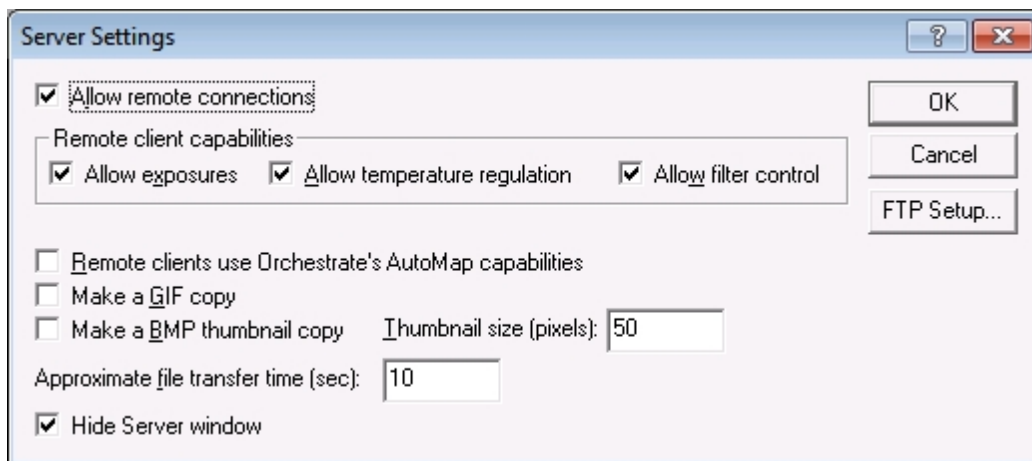 Server Settings
Allow remote connections
OK
Remote client capabilities
Allow exposures Allow temperature regulation Allow filter control
Cancel
FTP Setup...
Remote clients use Orchestrate's AutoMap capabilities
Make a GIF copy
Make a BMP thumbnail copy Thumbnail size (pixels): 50
Approximate file transfer time (sec): 10
Hide Server window